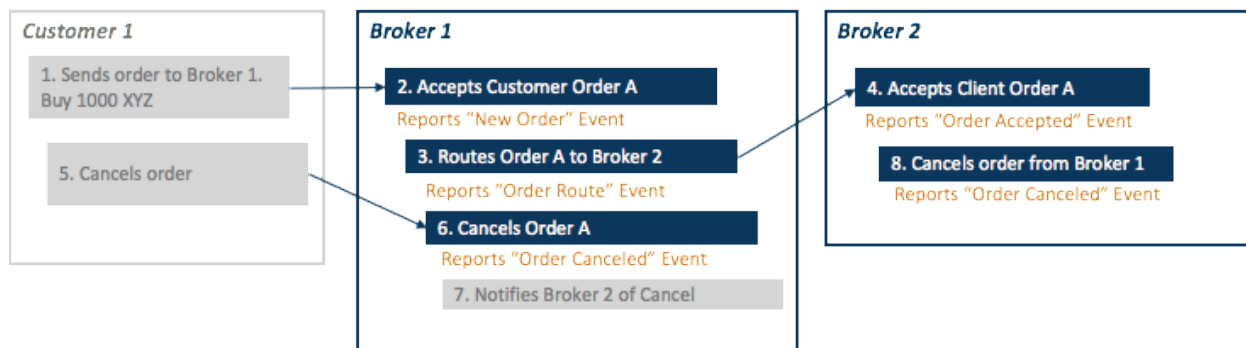 Customer 1
1. Sends order to Broker 1.
Buy 1000 XYZ
5. Cancels order
Broker 1
2. Accepts Customer Order A
Reports "New Order" Event
3. Routes Order A to Broker 2
Reports "Order Route" Event
6. Cancels Order A
Reports "Order Canceled" Event
7. Notifies Broker 2 of Cancel
Broker 2
4. Accepts Client Order A
Reports "Order Accepted" Event
8. Cancels order from Broker 1
Reports "Order Canceled" Event